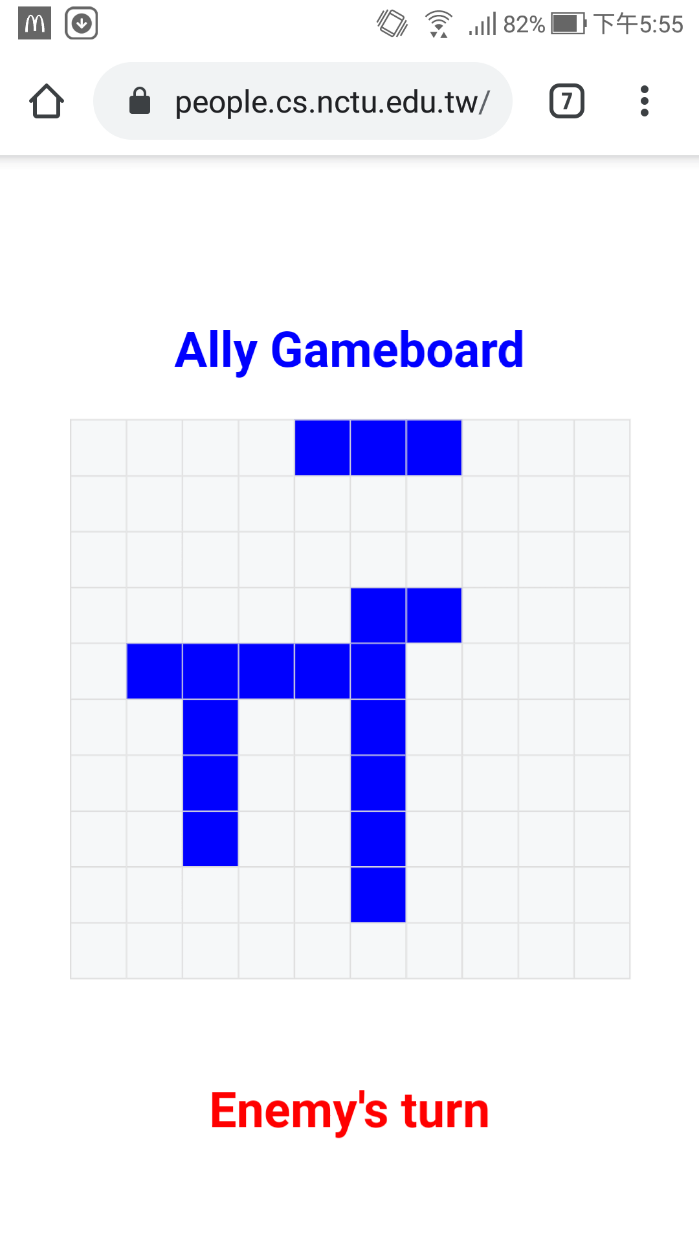 82% 下午5:55
people.cs.nctu.edu.tw/ 7
Ally Gameboard
Enemy's turn